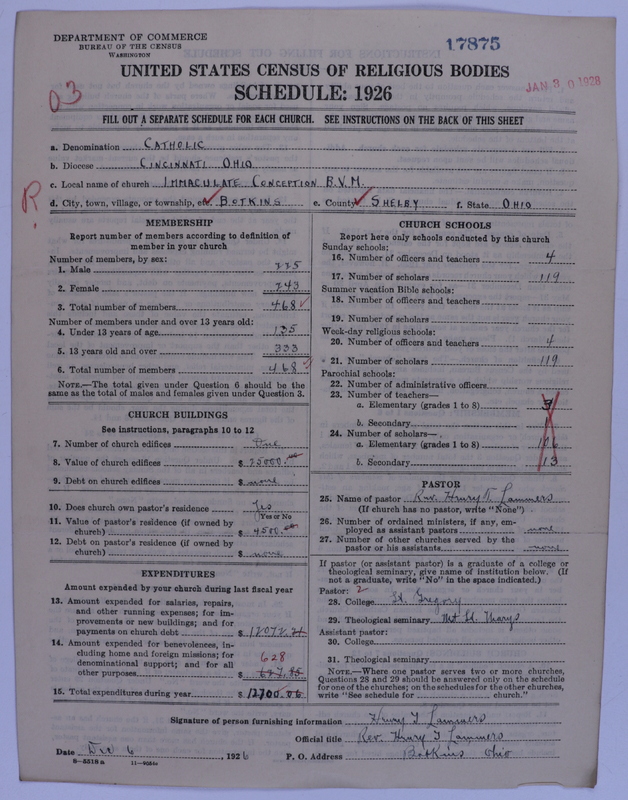 DEPARTMENT OF COMMERCE
BUREAU OF THE CENSUS
WASHINGTON
17875
JAN 30 1928
UNITED STATES CENSUS OF RELIGIOUS BODIES
SCHEDULE: 1926
03
FILL OUT A SEPARATE SCHEDULE FOR EACH CHURCH. SEE INSTRUCTIONS ON THE BACK OF THIS SHEET
a. Denomination CATHOLIC
b. Diocese CINCINNATI OHIO
c. Local name of church IMMACULATE CONCEPTION B.V.M.
R
d. City, town, village, or township, etc. BOTKINS e. County SHELBY f. State OHIO
MEMBERSHIP
Report number of members according to definition of
member in your church
Number of members, by sex:
1. Male 225
2. Female 243
3. Total number of members 468
Number of members under and over 13 years old:
4. Under 13 years of age 135
5. 13 years old and over 333
6. Total number of members 468
NOTE.—The total given under Question 6 should be the
same as the total of males and females given under Question 3.
CHURCH BUILDINGS
See instructions, paragraphs 10 to 12
7. Number of church edifices One
8. Value of church edifices $ 25000.00
9. Debt on church edifices $ none
10. Does church own pastor's residence Yes
(Yes or No)
11. Value of pastor's residence (if owned by
church) $ 4500.00
12. Debt on pastor's residence (if owned by
church) $ none
EXPENDITURES
Amount expended by your church during last fiscal year
13. Amount expended for salaries, repairs,
and other running expenses; for im-
provements or new buildings; and for
payments on church debt $ 12072.21
14. Amount expended for benevolences, in-
cluding home and foreign missions; for
denominational support; and for all
other purposes $ 628
15. Total expenditures during year $ 12700.06
CHURCH SCHOOLS
Report here only schools conducted by this church
Sunday schools:
16. Number of officers and teachers 4
17. Number of scholars 119
Summer vacation Bible schools:
18. Number of officers and teachers
19. Number of scholars
Week-day religious schools:
20. Number of officers and teachers 4
21. Number of scholars 119
Parochial schools:
22. Number of administrative officers
23. Number of teachers—
a. Elementary (grades 1 to 8) 3
b. Secondary 1
24. Number of scholars—
a. Elementary (grades 1 to 8) 106
b. Secondary 13
PASTOR
25. Name of pastor Rev. Henry T. Lammers
(If church has no pastor, write "None")
26. Number of ordained ministers, if any, em-
ployed as assistant pastors none
27. Number of other churches served by the
pastor or his assistants none
If pastor (or assistant pastor) is a graduate of a college or
theological seminary, give name of institution below. (If
not a graduate, write "No" in the space indicated.)
Pastor: 2
28. College St. Gregory
29. Theological seminary Mt St. Marys
Assistant pastor:
30. College
31. Theological seminary
NOTE.—Where one pastor serves two or more churches,
Questions 28 and 29 should be answered only on the schedule
for one of the churches; on the schedules for the other churches,
write "See schedule for church."
Signature of person furnishing information Henry T Lammers
Official title Rev. Henry T Lammers
Date Dec 6, 1926 P. O. Address Botkins Ohio
8-5518 a 11-9056a